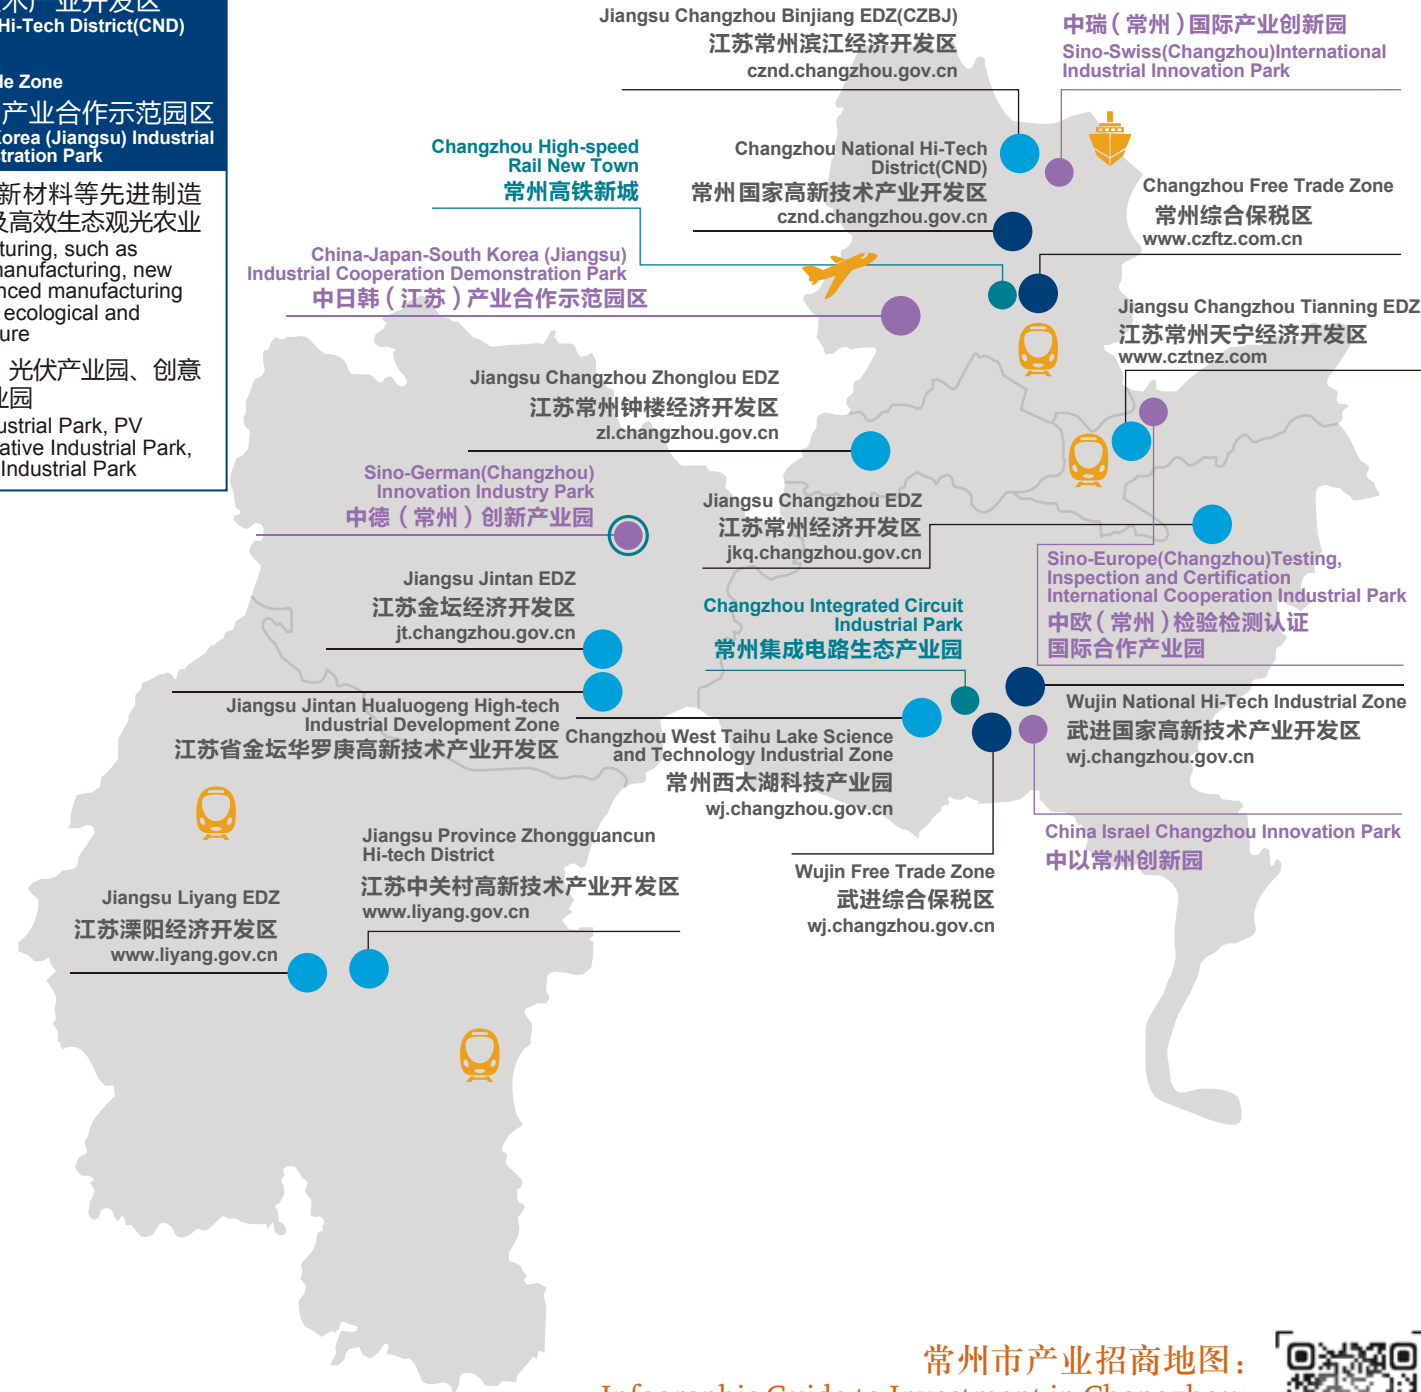 术产业开发区
Hi-Tech District(CND)
de Zone
产业合作示范园区
Korea (Jiangsu) Industrial
stration Park
新材料等先进制造
及高效生态观光农业
turing, such as
manufacturing, new
nced manufacturing
ecological and
ure
光伏产业园、创意
业园
ustrial Park, PV
ative Industrial Park,
Industrial Park
Jiangsu Changzhou Binjiang EDZ(CZBJ)
江苏常州滨江经济开发区
cznd.changzhou.gov.cn
中瑞（常州）国际产业创新园
Sino-Swiss(Changzhou)International
Industrial Innovation Park
Changzhou High-speed
Rail New Town
常州高铁新城
Changzhou National Hi-Tech
District(CND)
常州国家高新技术产业开发区
cznd.changzhou.gov.cn
Changzhou Free Trade Zone
常州综合保税区
www.czftz.com.cn
China-Japan-South Korea (Jiangsu)
Industrial Cooperation Demonstration Park
中日韩（江苏）产业合作示范园区
Jiangsu Changzhou Tianning EDZ
江苏常州天宁经济开发区
www.cztnez.com
Jiangsu Changzhou Zhonglou EDZ
江苏常州钟楼经济开发区
zl.changzhou.gov.cn
Sino-German(Changzhou)
Innovation Industry Park
中德（常州）创新产业园
Jiangsu Changzhou EDZ
江苏常州经济开发区
jkq.changzhou.gov.cn
Sino-Europe(Changzhou)Testing,
Inspection and Certification
International Cooperation Industrial Park
中欧（常州）检验检测认证
国际合作产业园
Jiangsu Jintan EDZ
江苏金坛经济开发区
jt.changzhou.gov.cn
Changzhou Integrated Circuit
Industrial Park
常州集成电路生态产业园
Jiangsu Jintan Hualuogeng High-tech
Industrial Development Zone
江苏省金坛华罗庚高新技术产业开发区
Changzhou West Taihu Lake Science
and Technology Industrial Zone
常州西太湖科技产业园
wj.changzhou.gov.cn
Wujin National Hi-Tech Industrial Zone
武进国家高新技术产业开发区
wj.changzhou.gov.cn
Jiangsu Province Zhongguancun
Hi-tech District
江苏中关村高新技术产业开发区
www.liyang.gov.cn
China Israel Changzhou Innovation Park
中以常州创新园
Wujin Free Trade Zone
武进综合保税区
wj.changzhou.gov.cn
Jiangsu Liyang EDZ
江苏溧阳经济开发区
www.liyang.gov.cn
常州市产业招商地图：
Infographic Guide to Investment in Changzhou